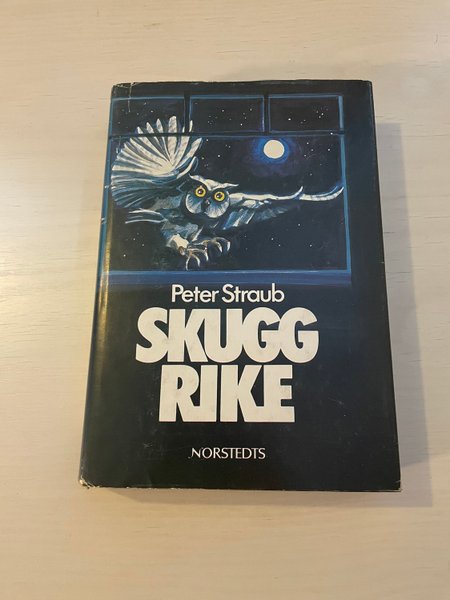 Peter Straub
SKUGG
RIKE
NORSTEDTS